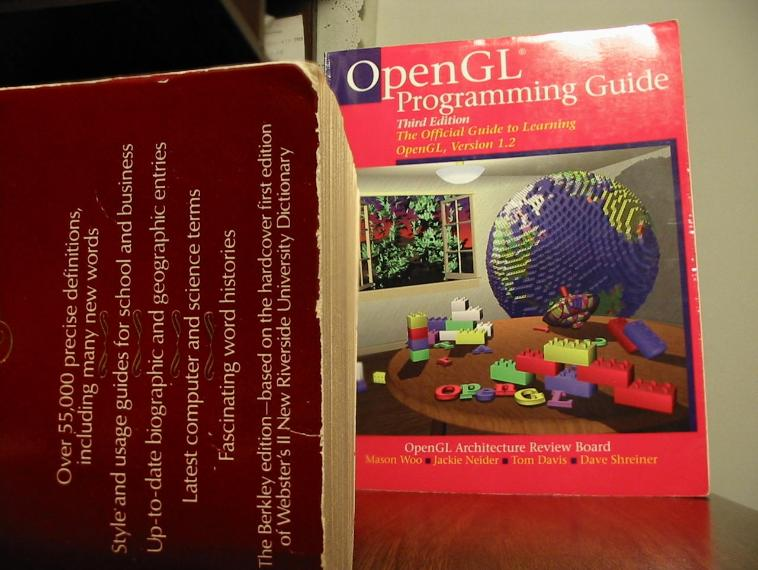 Over 55,000 precise definitions,
including many new words
Style and usage guides for school and business
Up-to-date biographic and geographic entries
Latest computer and science terms
Fascinating word histories
The Berkley edition—based on the hardcover first edition
of Webster's II New Riverside University Dictionary
OpenGL®
Programming Guide
Third Edition
The Official Guide to Learning
OpenGL, Version 1.2
OPENGL
OpenGL Architecture Review Board
Mason Woo ■ Jackie Neider ■ Tom Davis ■ Dave Shreiner